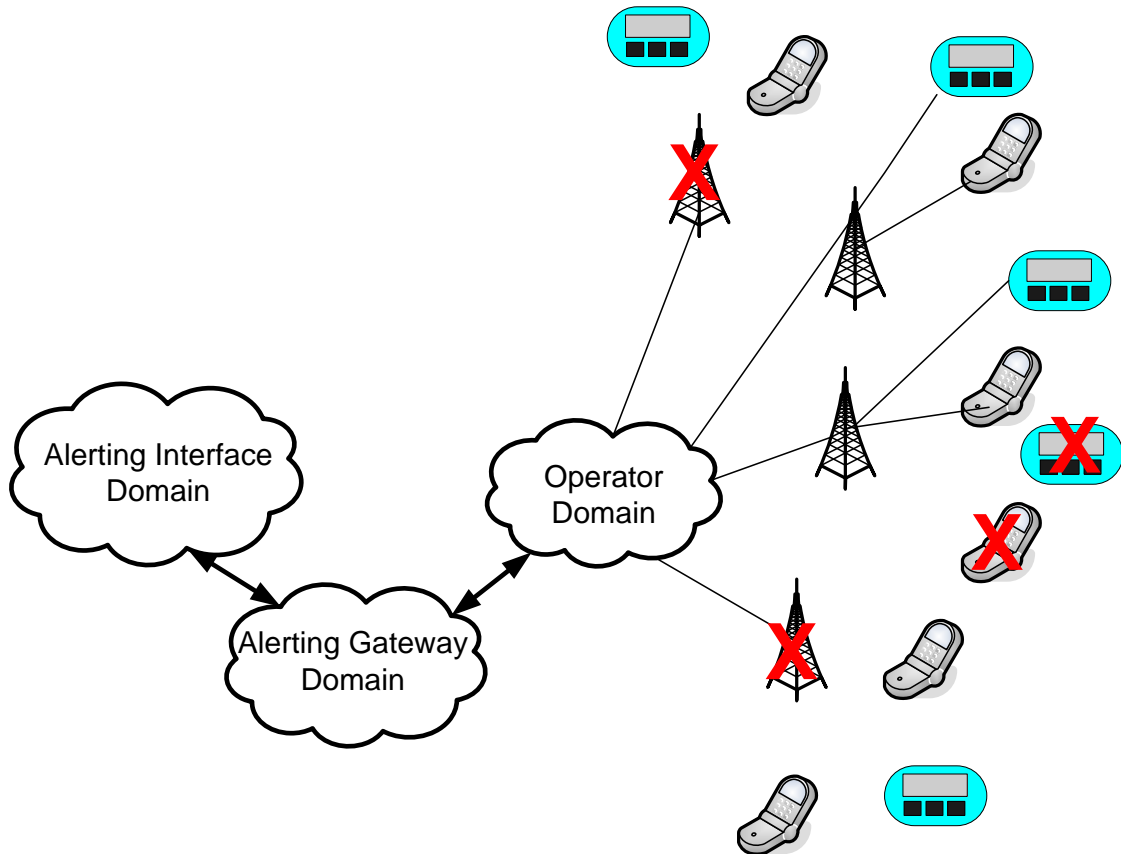 Alerting Interface
Domain
Operator
Domain
Alerting Gateway
Domain
X
X
X
X